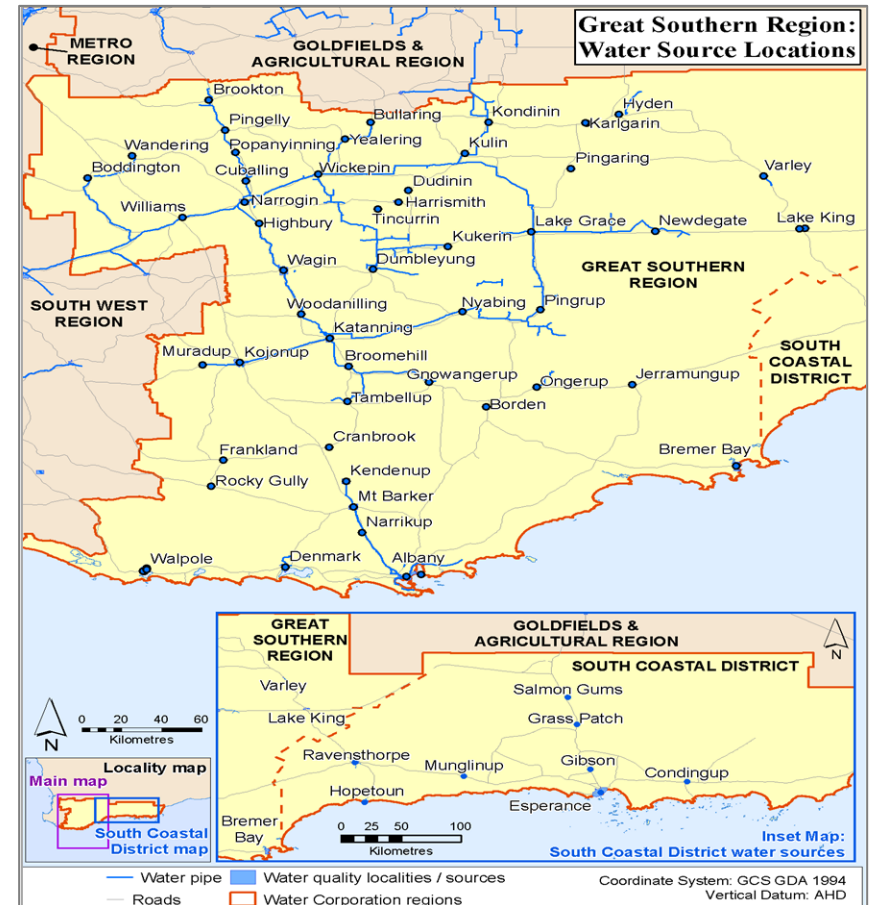 Great Southern Region:
Water Source Locations
METRO
REGION
GOLDFIELDS &
AGRICULTURAL REGION
Brookton
Hyden
Bullaring
Kondinin
Karlgarin
Pingelly
Wandering
Popanyinning
Yealering
Kulin
Boddington
Pingaring
Cuballing
Wickepin
Varley
Dudinin
Williams
Narrogin
Harrismith
Tincurrin
Highbury
Lake Grace
Newdegate
Lake King
Kukerin
Wagin
Dumbleyung
GREAT SOUTHERN
REGION
SOUTH WEST
REGION
Woodanilling
Nyabing
Pingrup
Katanning
Muradup
Kojonup
Broomehill
SOUTH
COASTAL
DISTRICT
Gnowangerup
Ongerup
Jerramungup
Tambellup
Borden
Cranbrook
Frankland
Bremer Bay
Kendenup
Rocky Gully
Mt Barker
Narrikup
Walpole
Denmark
Albany
GREAT
SOUTHERN
REGION
GOLDFIELDS &
AGRICULTURAL REGION
N
SOUTH COASTAL DISTRICT
Varley
Salmon Gums
Lake King
Grass Patch
Ravensthorpe
Munglinup
Gibson
Condingup
Hopetoun
Esperance
Bremer
Bay
0 25 50 100
Kilometres
Inset Map:
South Coastal District water sources
N
0 20 40 60
Kilometres
Locality map
Main map
South Coastal
District map
Water pipe
Water quality localities / sources
Roads
Water Corporation regions
Coordinate System: GCS GDA 1994
Vertical Datum: AHD